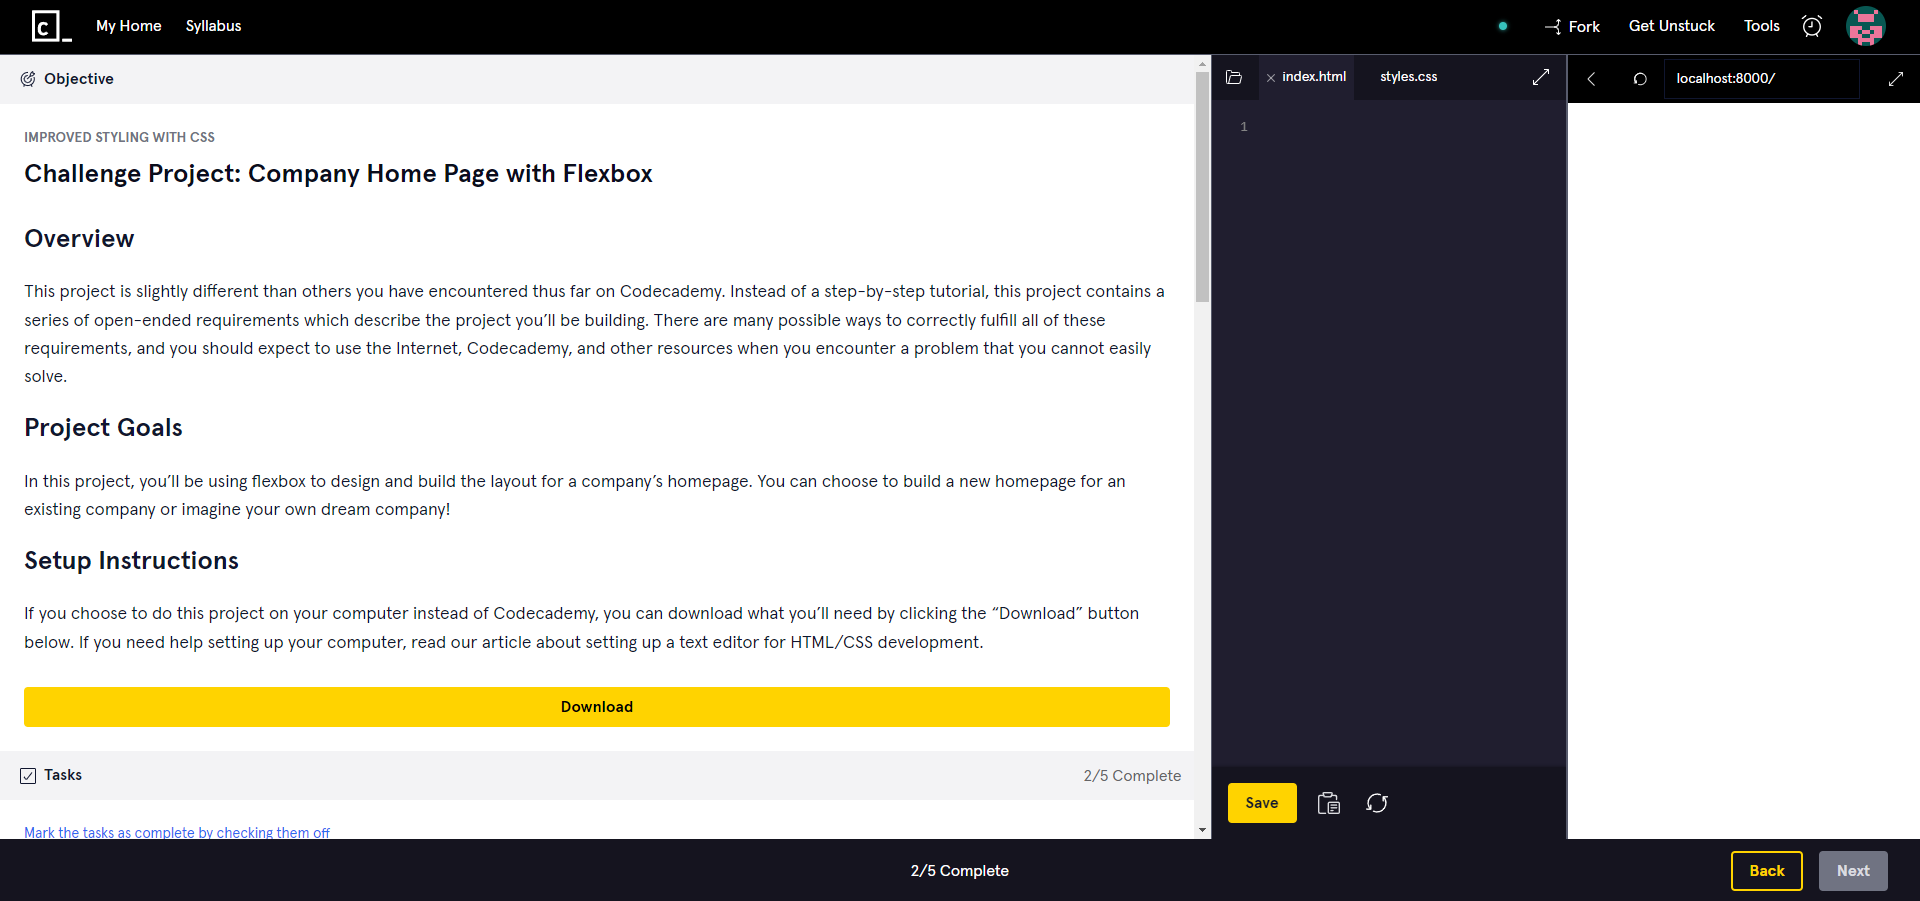 C_ My Home Syllabus Fork Get Unstuck Tools
Objective
IMPROVED STYLING WITH CSS
Challenge Project: Company Home Page with Flexbox
Overview
This project is slightly different than others you have encountered thus far on Codecademy. Instead of a step-by-step tutorial, this project contains a
series of open-ended requirements which describe the project you’ll be building. There are many possible ways to correctly fulfill all of these
requirements, and you should expect to use the Internet, Codecademy, and other resources when you encounter a problem that you cannot easily
solve.
Project Goals
In this project, you’ll be using flexbox to design and build the layout for a company’s homepage. You can choose to build a new homepage for an
existing company or imagine your own dream company!
Setup Instructions
If you choose to do this project on your computer instead of Codecademy, you can download what you’ll need by clicking the “Download” button
below. If you need help setting up your computer, read our article about setting up a text editor for HTML/CSS development.
Download
Tasks 2/5 Complete
Mark the tasks as complete by checking them off
index.html styles.css
1
Save
localhost:8000/
2/5 Complete
Back Next